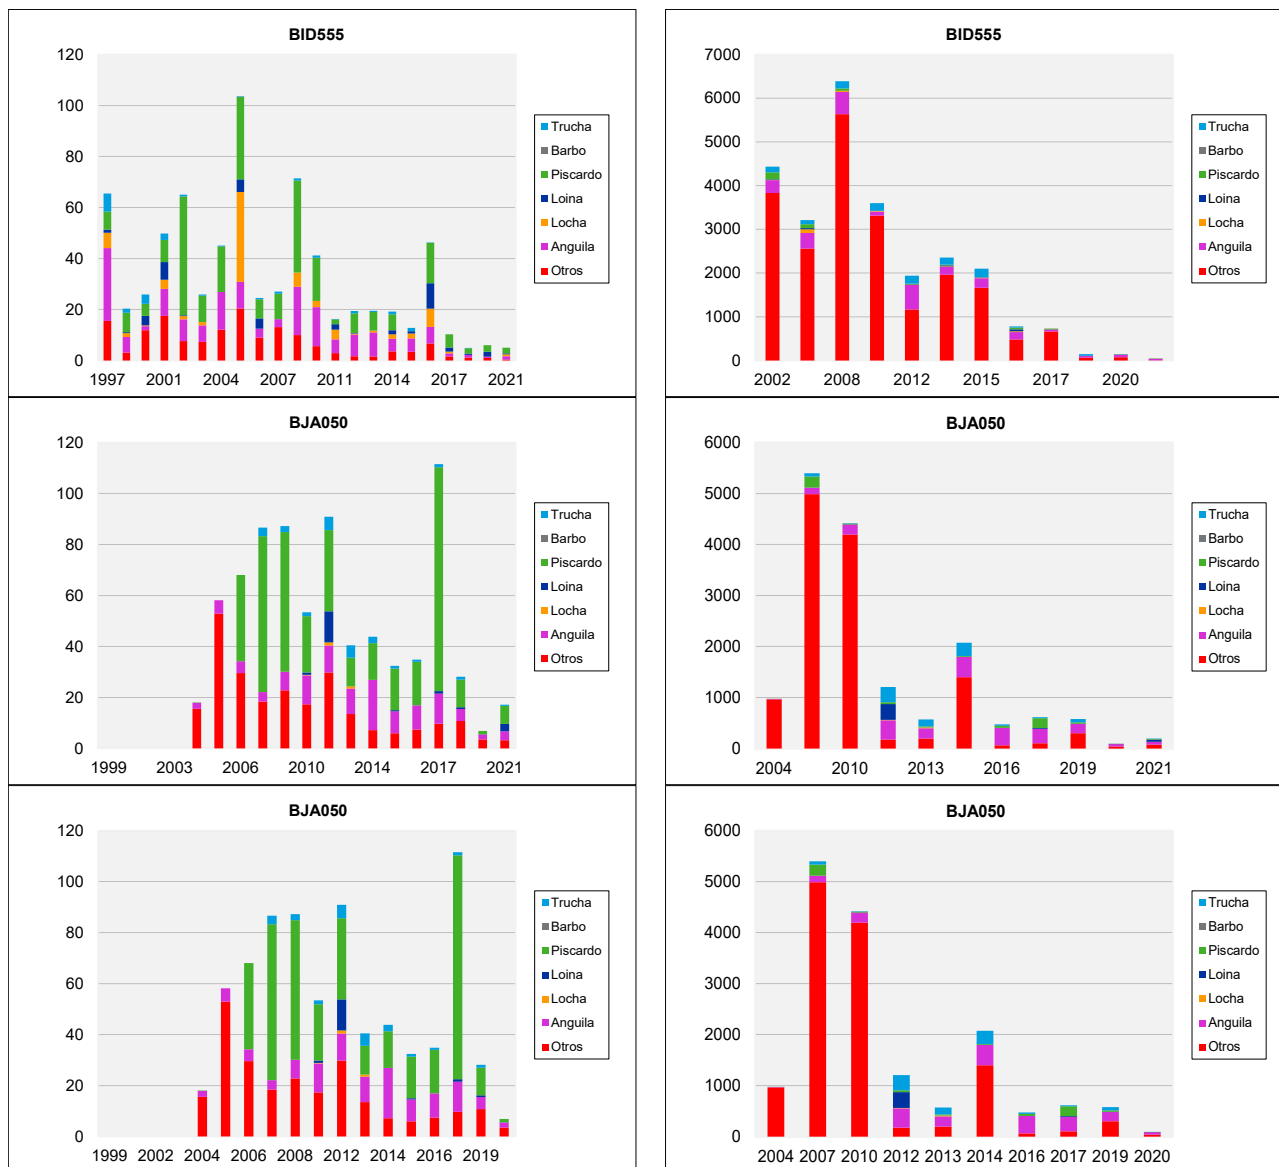 BID555
120
100
80
60
40
20
0
1997 2001 2004 2007 2011 2014 2017 2021
Trucha
Barbo
Piscardo
Loina
Locha
Anguila
Otros
BID555
7000
6000
5000
4000
3000
2000
1000
0
2002 2008 2012 2015 2017 2020
Trucha
Barbo
Piscardo
Loina
Locha
Anguila
Otros
BJA050
120
100
80
60
40
20
0
1999 2003 2006 2010 2014 2017 2021
Trucha
Barbo
Piscardo
Loina
Locha
Anguila
Otros
BJA050
6000
5000
4000
3000
2000
1000
0
2004 2010 2013 2016 2019 2021
Trucha
Barbo
Piscardo
Loina
Locha
Anguila
Otros
BJA050
120
100
80
60
40
20
0
1999 2002 2004 2006 2008 2012 2014 2016 2019
Trucha
Barbo
Piscardo
Loina
Locha
Anguila
Otros
BJA050
6000
5000
4000
3000
2000
1000
0
2004 2007 2010 2012 2013 2014 2016 2017 2019 2020
Trucha
Barbo
Piscardo
Loina
Locha
Anguila
Otros